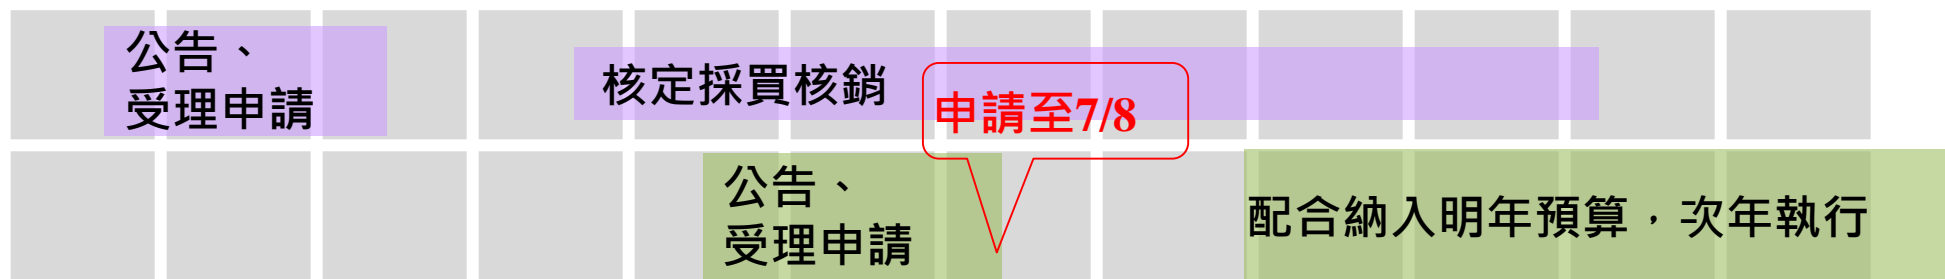 公告、
受理申請
核定採買核銷
申請至7/8
公告、
受理申請
配合納入明年預算，次年執行